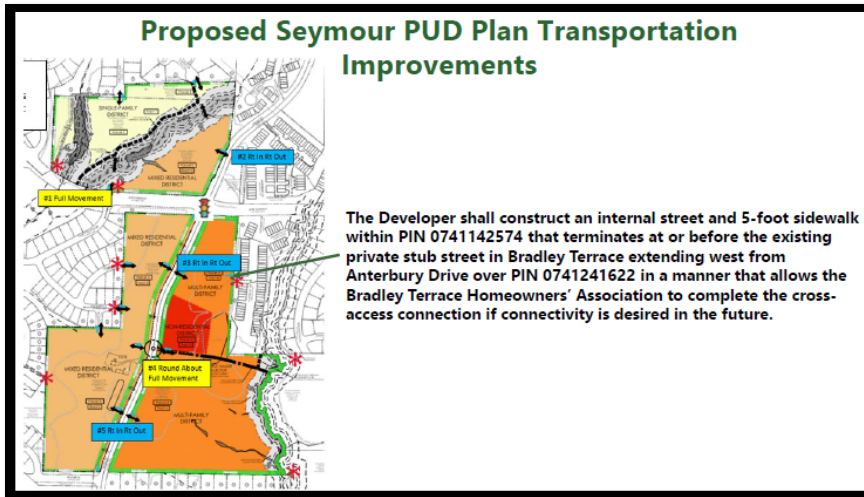 Proposed Seymour PUD Plan Transportation
Improvements
SINGLE-FAMILY
DISTRICT
MIXED-RESIDENTIAL
DISTRICT
#2 Rt In Rt Out
#1 Full Movement
MIXED RESIDENTIAL
DISTRICT
#3 Rt In Rt Out
MULTI-FAMILY
DISTRICT
NON-RESIDENTIAL
DISTRICT
MIXED-RESIDENTIAL
DISTRICT
#4 Round About
Full Movement
MULTI-FAMILY
DISTRICT
#5 Rt In Rt Out
The Developer shall construct an internal street and 5-foot sidewalk
within PIN 0741142574 that terminates at or before the existing
private stub street in Bradley Terrace extending west from
Anterbury Drive over PIN 0741241622 in a manner that allows the
Bradley Terrace Homeowners’ Association to complete the cross-
access connection if connectivity is desired in the future.